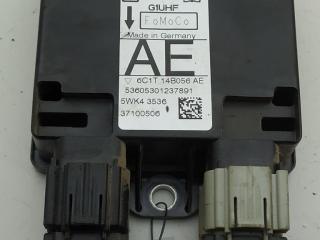 G1UHF
FoMoCo
Made in Germany
AE
6C1T 14B056 AE
53605301237891
5WK4 3536
37100506